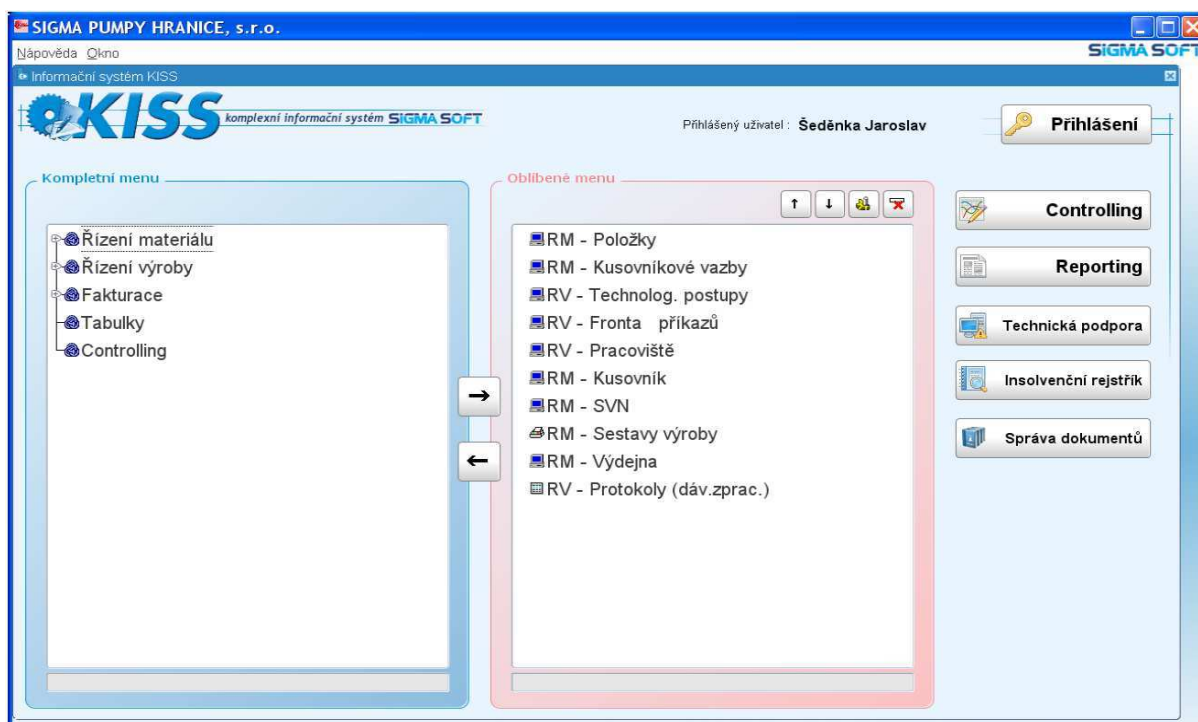 SIGMA PUMPY HRANICE, s.r.o.
Nápověda Okno
SIGMA SOFT
Informační systém KISS
KISS komplexní informační systém SIGMA SOFT
Přihlášený uživatel : Šeděnka Jaroslav
Přihlášení
Kompletní menu
Řízení materiálu
Řízení výroby
Fakturace
Tabulky
Controlling
Oblíbené menu
RM - Položky
RM - Kusovníkové vazby
RV - Technolog. postupy
RV - Fronta příkazů
RV - Pracoviště
RM - Kusovník
RM - SVN
RM - Sestavy výroby
RM - Výdejna
RV - Protokoly (dáv.zprac.)
Controlling
Reporting
Technická podpora
Insolvenční rejstřík
Správa dokumentů